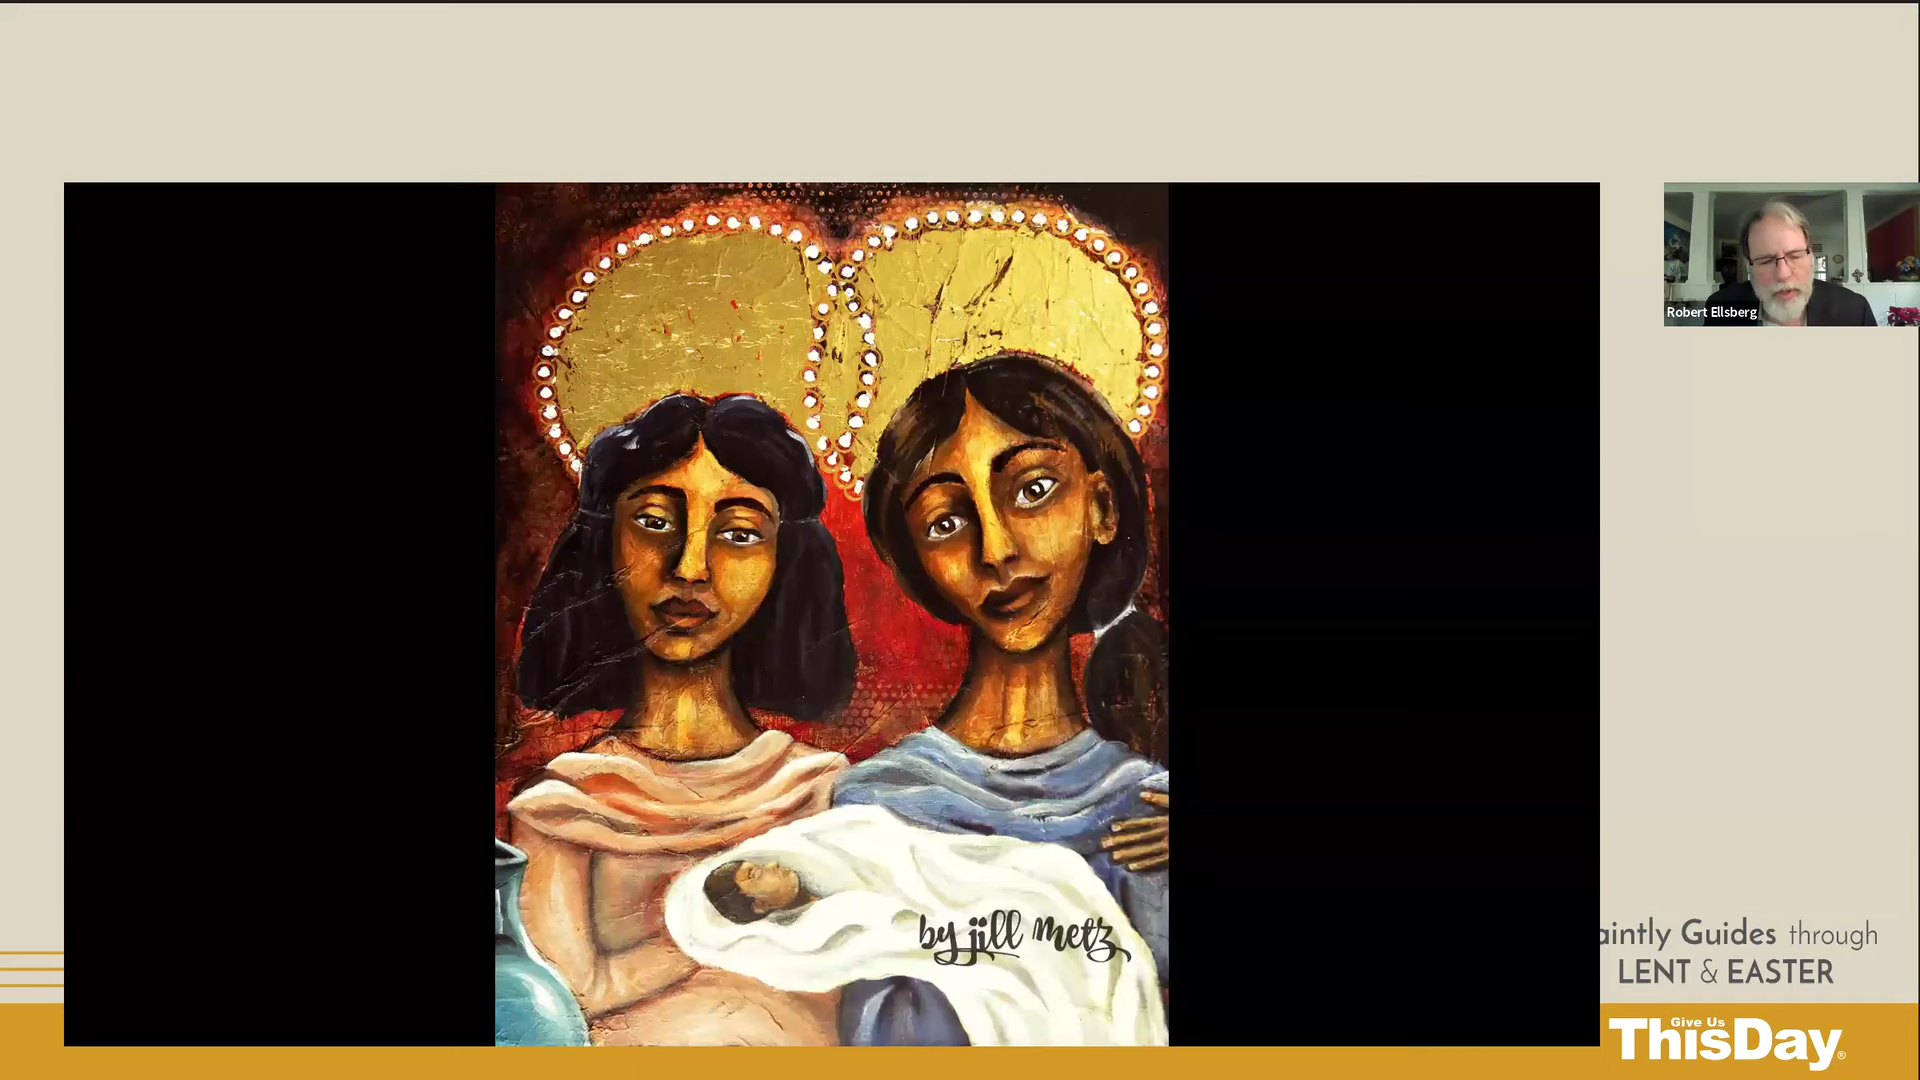 Robert Ellsberg
by jill metz
aintly Guides through
LENT & EASTER
Give Us
ThisDay®